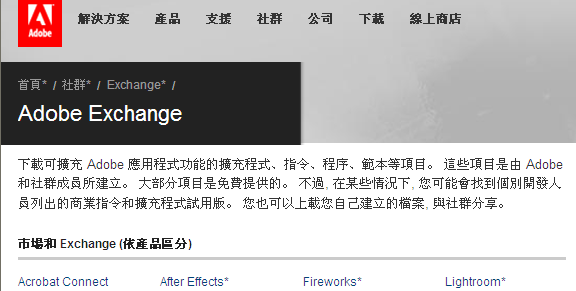 Adobe
解決方案 產品 支援 社群 公司 下載 線上商店
首頁* / 社群* / Exchange* /
Adobe Exchange
下載可擴充 Adobe 應用程式功能的擴充程式、指令、程序、範本等項目。 這些項目是由 Adobe
和社群成員所建立。 大部分項目是免費提供的。 不過, 在某些情況下, 您可能會找到個別開發人
員列出的商業指令和擴充程式試用版。 您也可以上載您自己建立的檔案, 與社群分享。
市場和 Exchange (依產品區分)
Acrobat Connect After Effects* Fireworks* Lightroom*